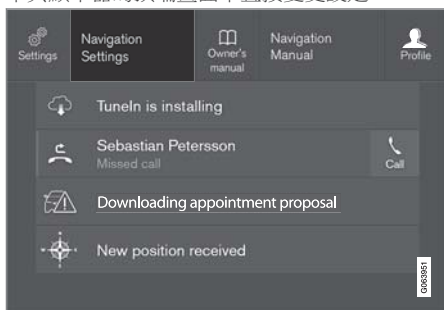 Settings
Navigation
Settings
Owner's
manual
Navigation
Manual
Profile
TuneIn is installing
Sebastian Petersson
Missed call
Call
Downloading appointment proposal
New position received
G063951